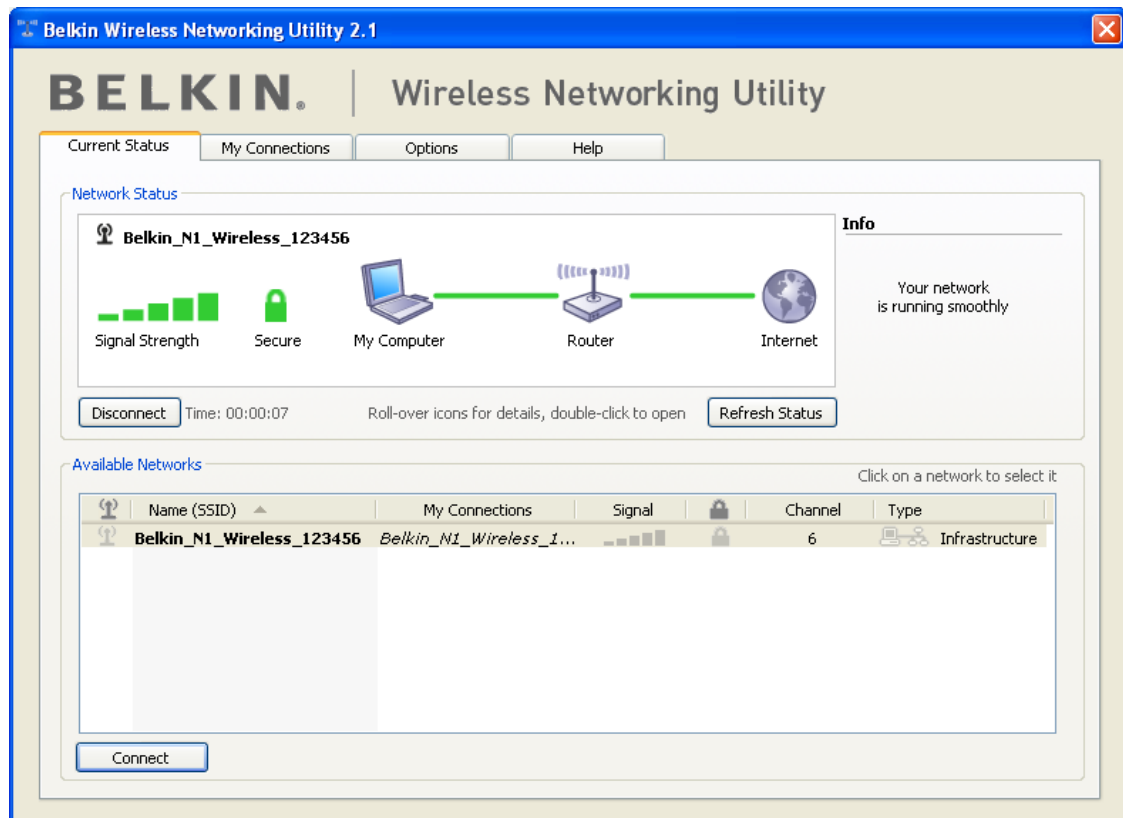 Belkin Wireless Networking Utility 2.1
BELKIN. Wireless Networking Utility
Current Status My Connections Options Help
Network Status
Belkin_N1_Wireless_123456
Info
Your network
is running smoothly
Signal Strength Secure My Computer Router Internet
Disconnect Time: 00:00:07 Roll-over icons for details, double-click to open Refresh Status
Available Networks
Click on a network to select it
Name (SSID) My Connections Signal Channel Type
Belkin_N1_Wireless_123456 Belkin_N1_Wireless_1... 6 Infrastructure
Connect